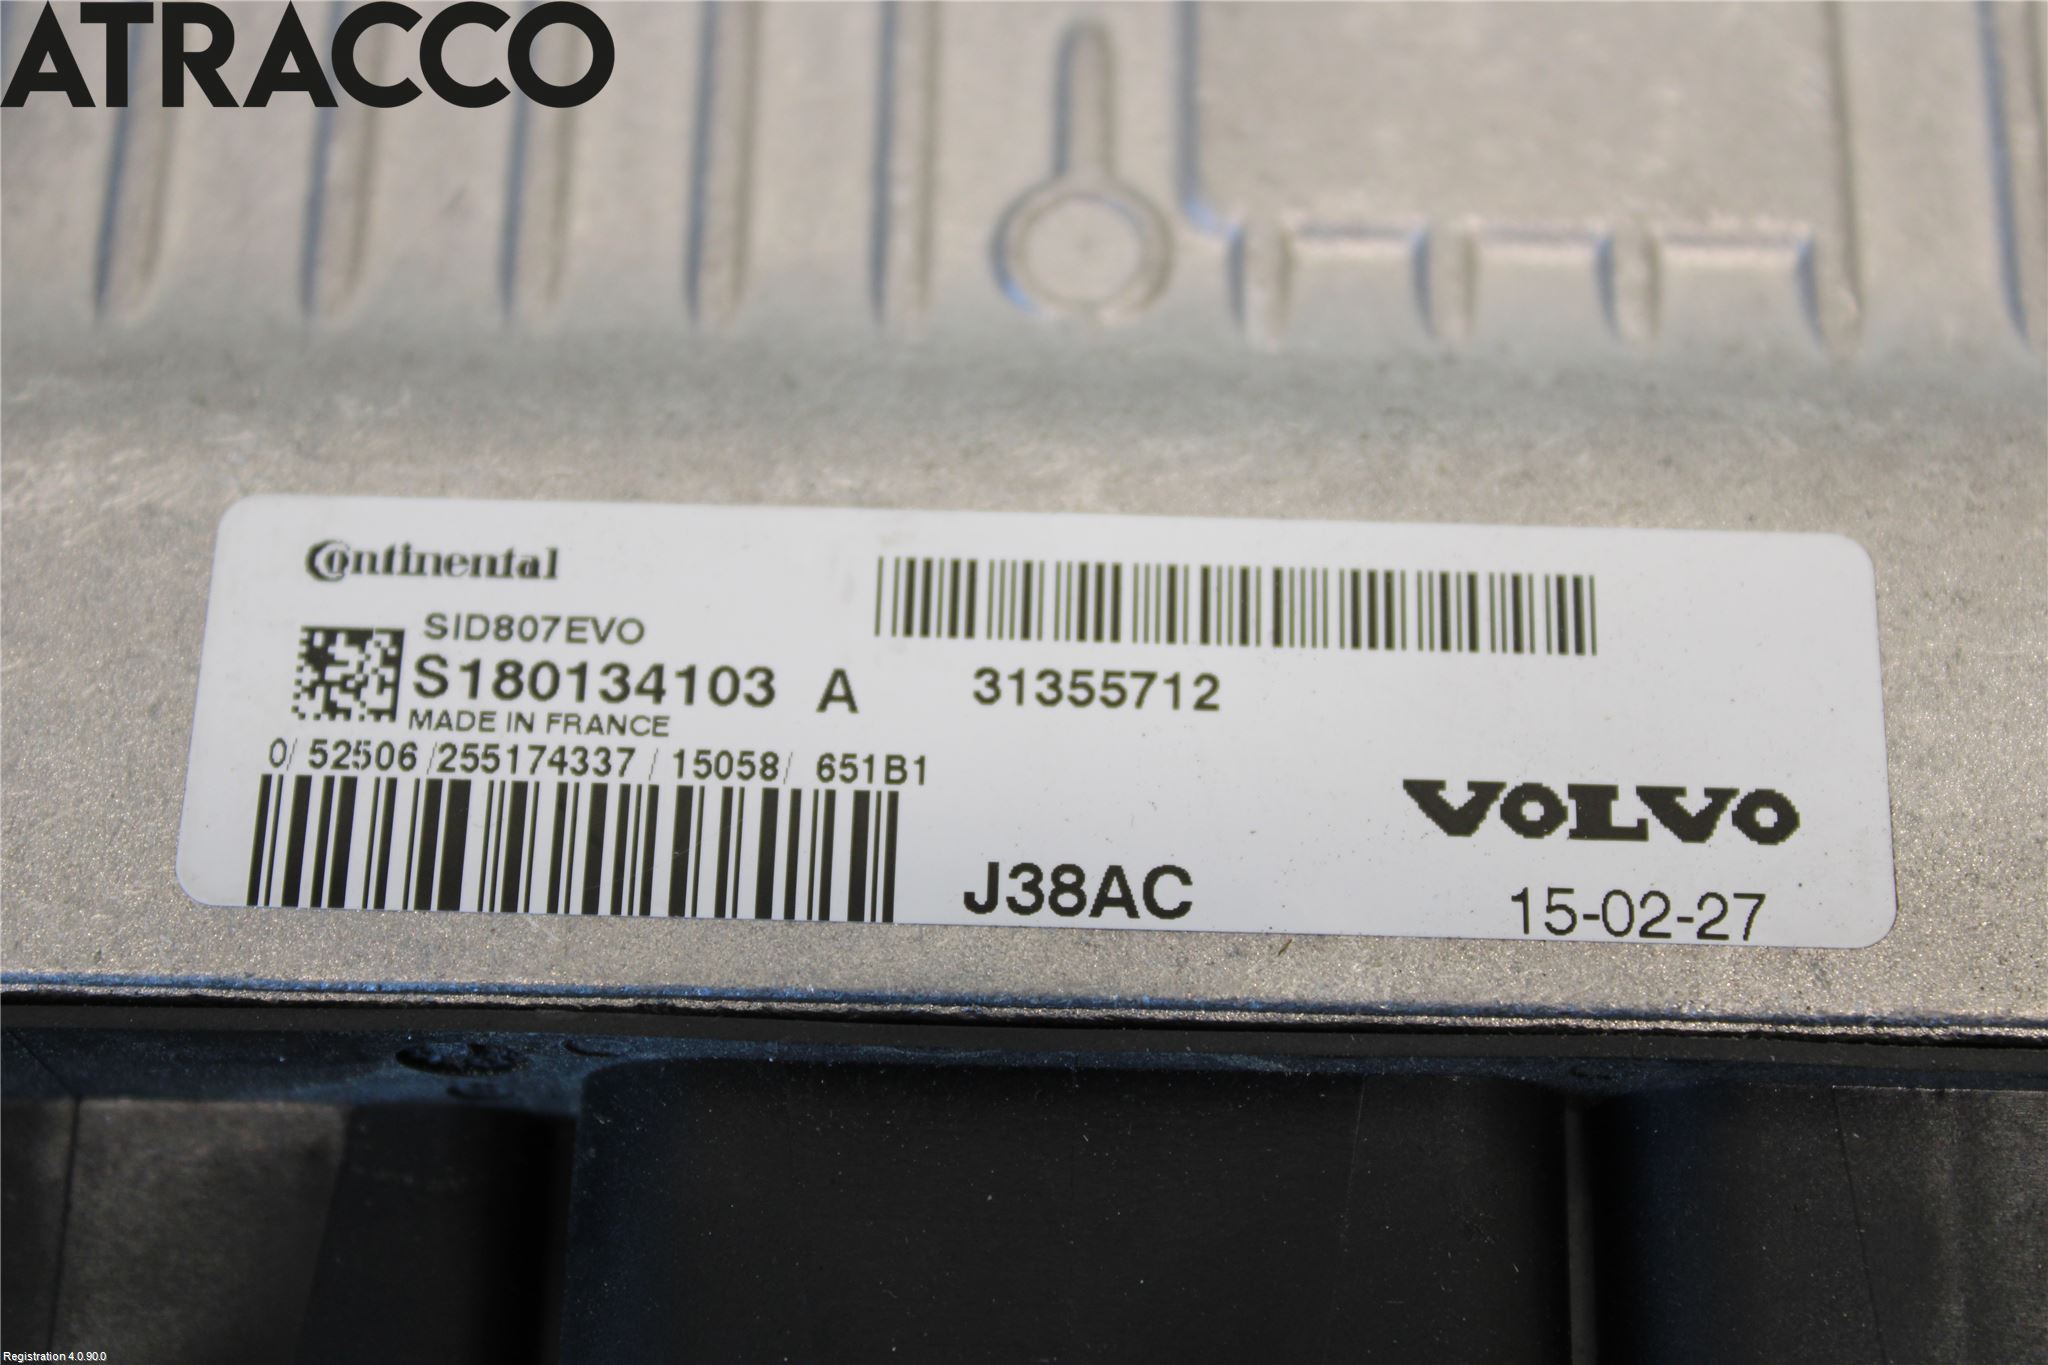 ATRACCO
Continental
SID807EVO
S180134103 A 31355712
MADE IN FRANCE
0/ 52506 /255174337 / 15058/ 651B1
VOLVO
J38AC
15-02-27
Registration 4.0.90.0